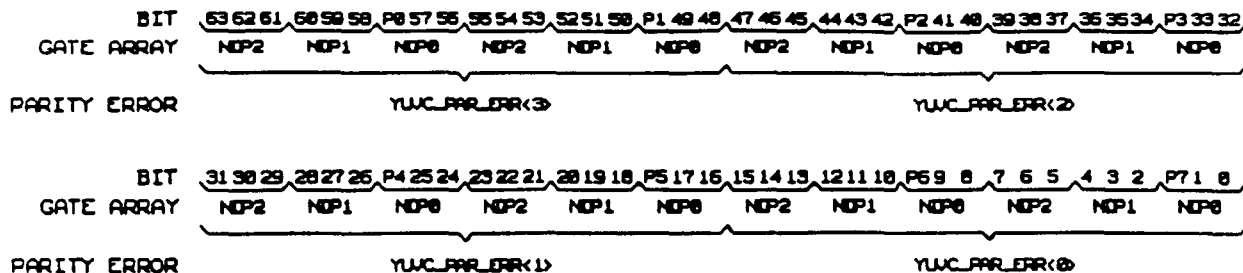 BIT 63 62 61 60 59 58 P0 57 56 55 54 53 52 51 50 P1 49 48 47 46 45 44 43 42 P2 41 40 39 38 37 36 35 34 P3 33 32
GATE ARRAY NDP2 NDP1 NDP0 NDP2 NDP1 NDP0 NDP2 NDP1 NDP0 NDP2 NDP1 NDP0
PARITY ERROR YUVC_PAR_ERR<3> YUVC_PAR_ERR<2>
BIT 31 30 29 28 27 26 P4 25 24 23 22 21 20 19 18 P5 17 16 15 14 13 12 11 10 P6 9 8 7 6 5 4 3 2 P7 1 0
GATE ARRAY NDP2 NDP1 NDP0 NDP2 NDP1 NDP0 NDP2 NDP1 NDP0 NDP2 NDP1 NDP0
PARITY ERROR YUVC_PAR_ERR<1> YUVC_PAR_ERR<0>